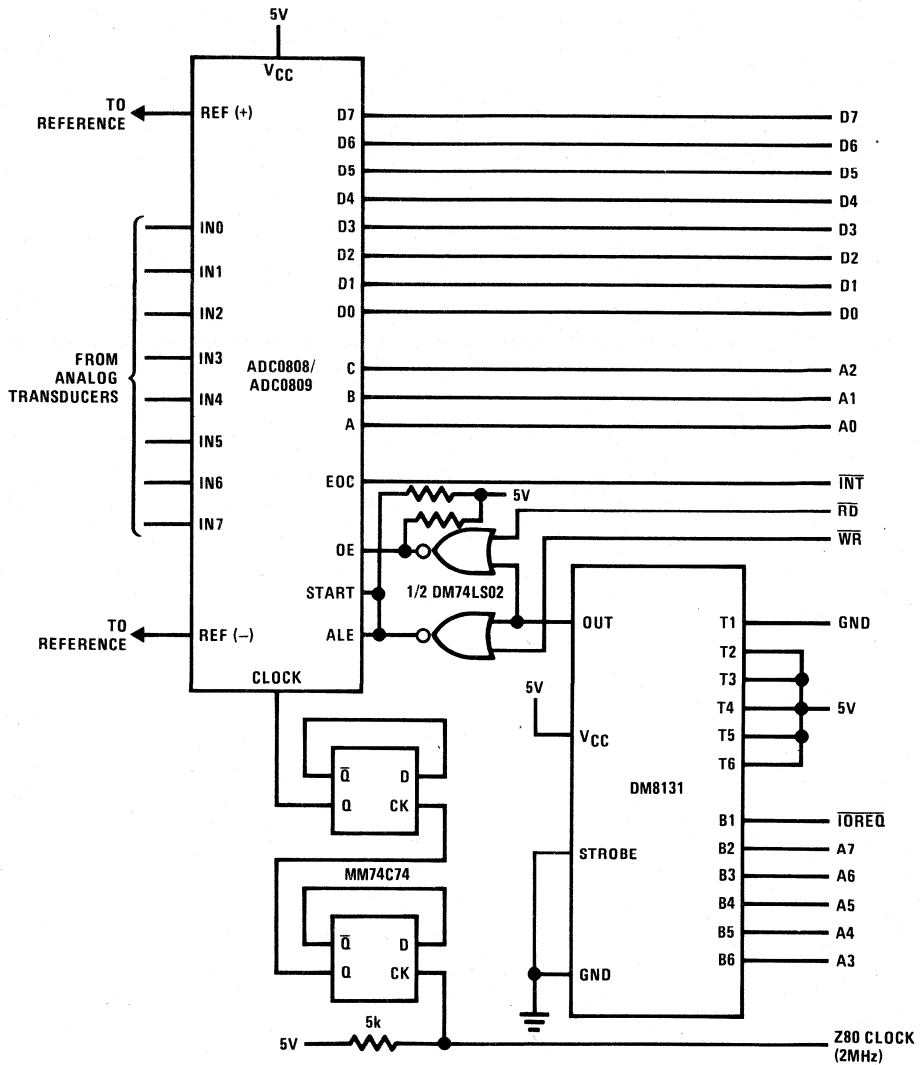 5V
VCC
TO
REFERENCE
REF (+)
D7
D7
D6
D6
D5
D5
D4
D4
IN0
D3
D3
D2
D2
IN1
D1
D1
IN2
D0
D0
FROM
ANALOG
TRANSDUCERS
IN3
ADC0808/
ADC0809
C
A2
IN4
B
A1
A
A0
IN5
IN6
EOC
I̅N̅T̅
5V
R̅D̅
IN7
W̅R̅
OE
START
1/2 DM74LS02
TO
REFERENCE
REF (–)
ALE
OUT
T1
GND
T2
T3
CLOCK
5V
T4
5V
VCC
T5
T6
Q̅
D
DM8131
Q
CK
B1
I̅O̅R̅E̅Q̅
B2
A7
STROBE
MM74C74
B3
A6
B4
A5
Q̅
D
B5
A4
Q
CK
GND
B6
A3
5k
5V
Z80 CLOCK
(2MHz)